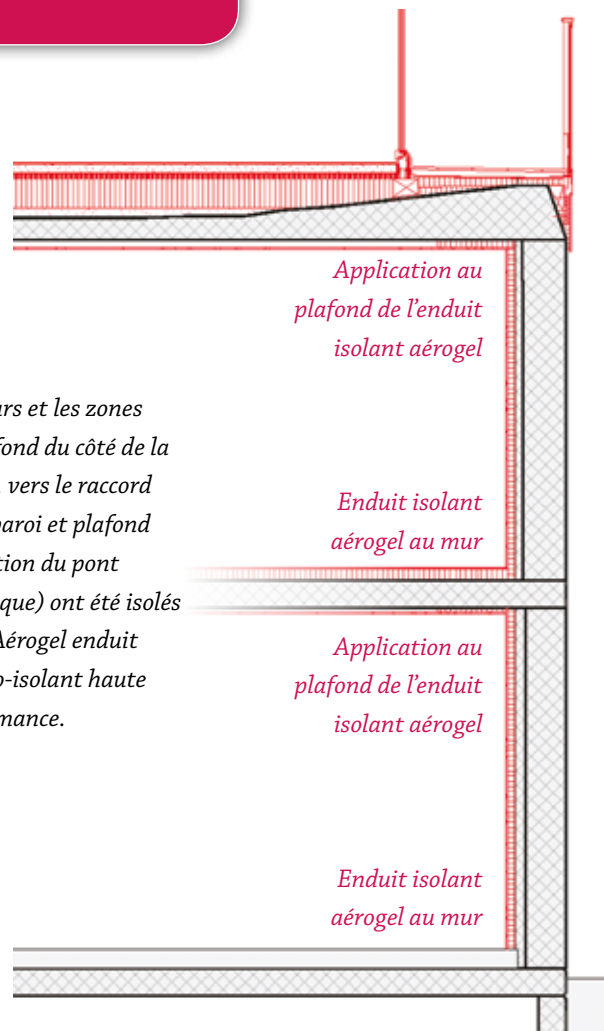 Application au
plafond de l’enduit
isolant aérogel
rs et les zones
fond du côté de la
vers le raccord
paroi et plafond
tion du pont
que) ont été isolés
Aérogel enduit
o-isolant haute
mance.
Enduit isolant
aérogel au mur
Application au
plafond de l’enduit
isolant aérogel
Enduit isolant
aérogel au mur